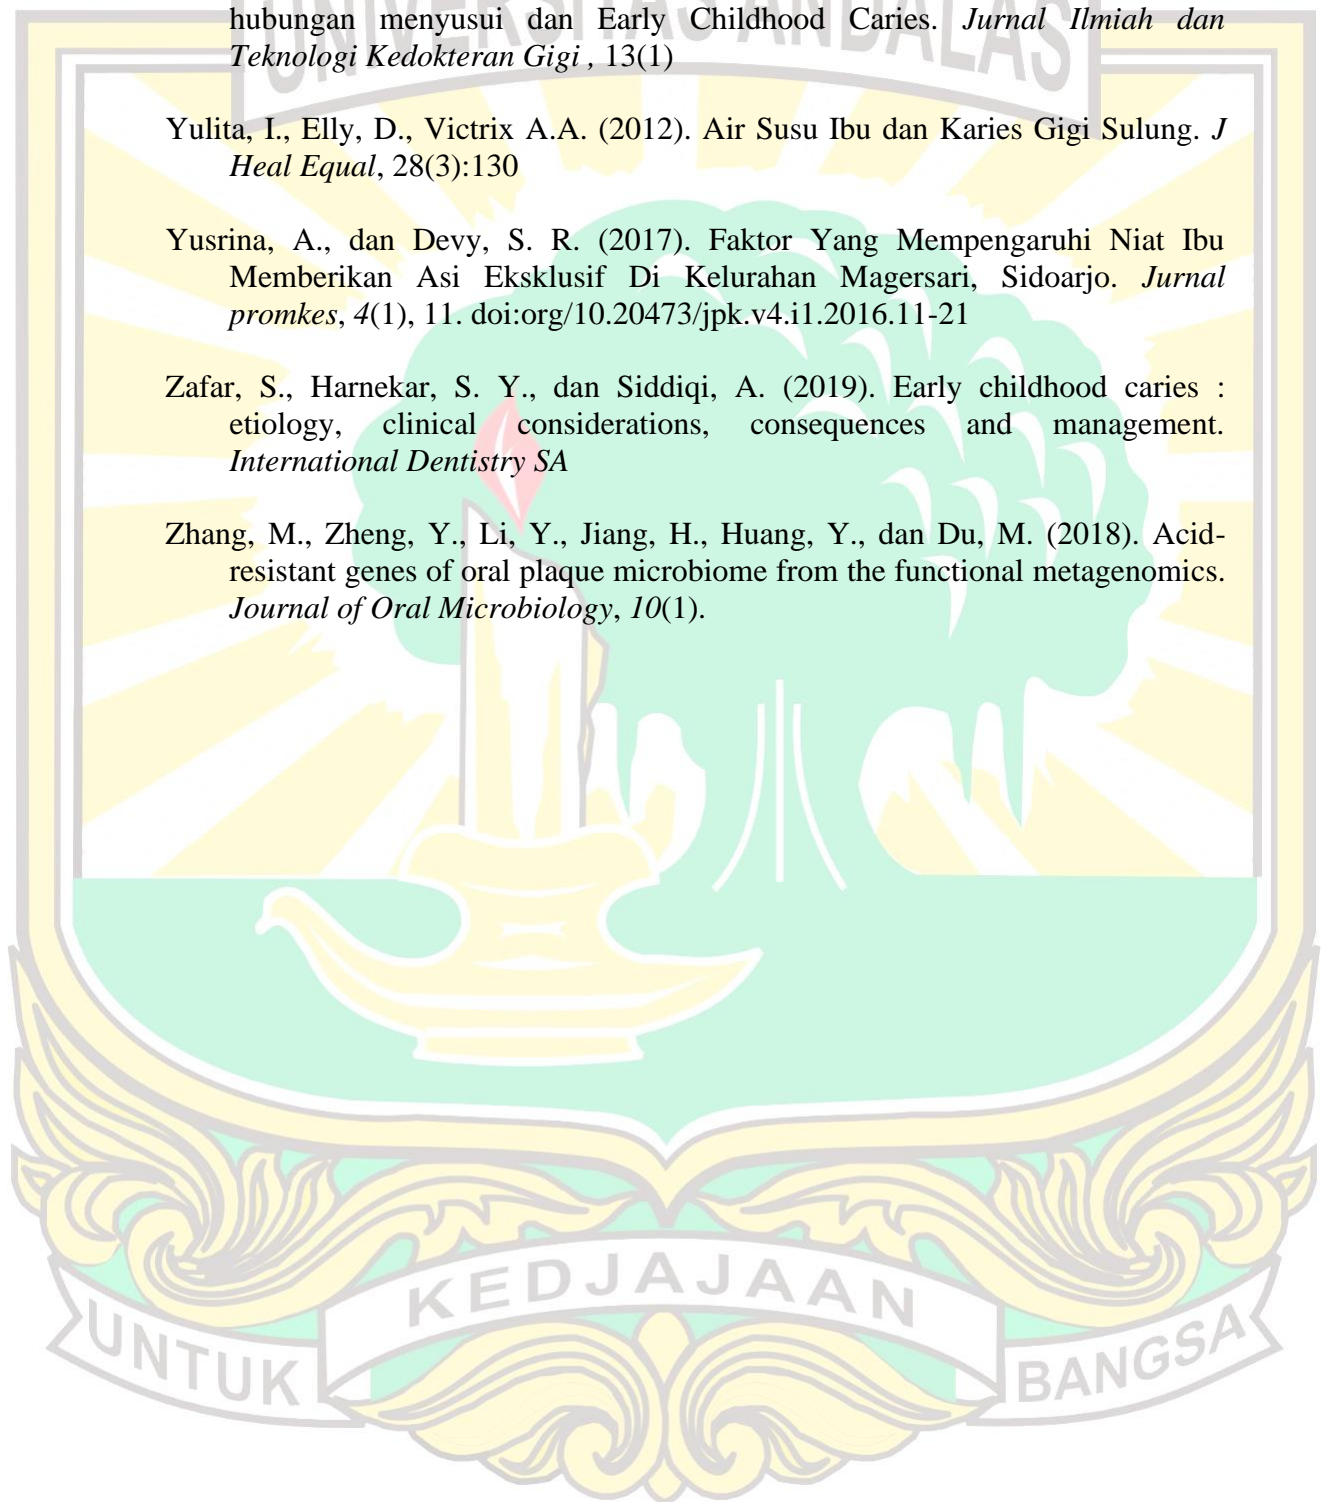 UNIVERSITAS ANDALAS
hubungan menyusui dan Early Childhood Caries. Jurnal Ilmiah dan
Teknologi Kedokteran Gigi , 13(1)
Yulita, I., Elly, D., Victrix A.A. (2012). Air Susu Ibu dan Karies Gigi Sulung. J
Heal Equal, 28(3):130
Yusrina, A., dan Devy, S. R. (2017). Faktor Yang Mempengaruhi Niat Ibu
Memberikan Asi Eksklusif Di Kelurahan Magersari, Sidoarjo. Jurnal
promkes, 4(1), 11. doi:org/10.20473/jpk.v4.i1.2016.11-21
Zafar, S., Harnekar, S. Y., dan Siddiqi, A. (2019). Early childhood caries :
etiology, clinical considerations, consequences and management.
International Dentistry SA
Zhang, M., Zheng, Y., Li, Y., Jiang, H., Huang, Y., dan Du, M. (2018). Acid-
resistant genes of oral plaque microbiome from the functional metagenomics.
Journal of Oral Microbiology, 10(1).
UNTUK KEDJAJAAN BANGSA